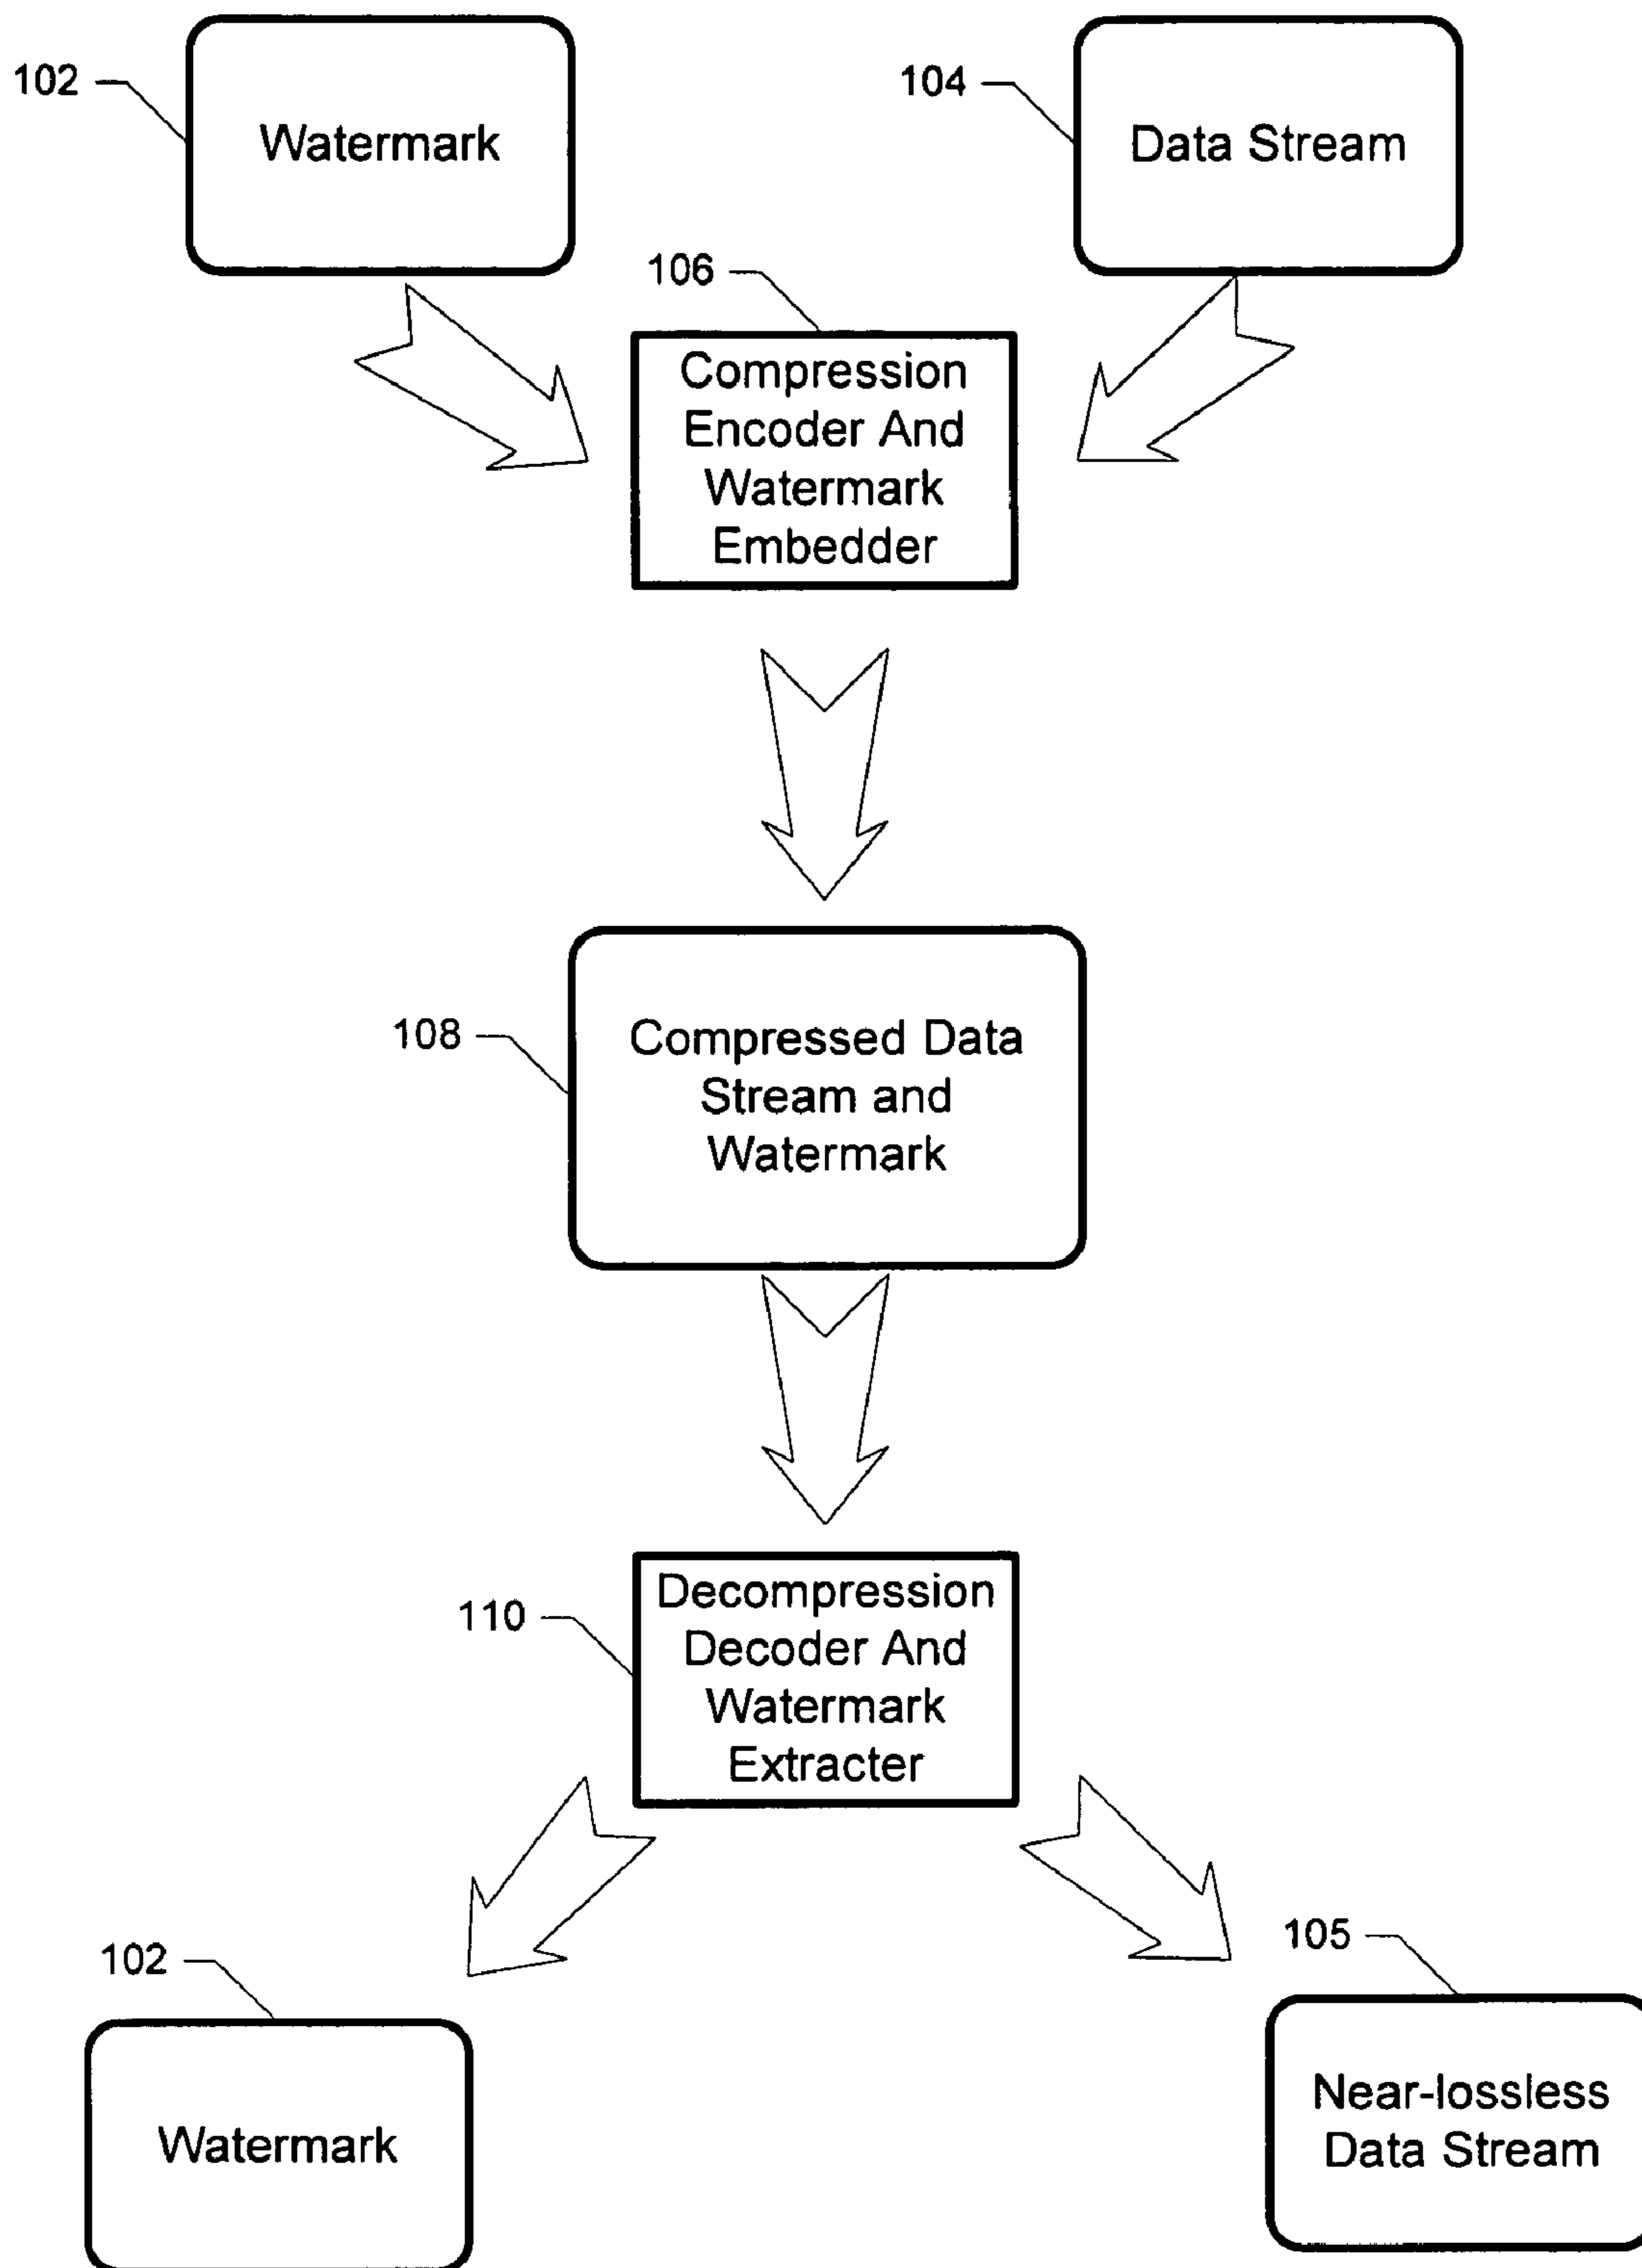 102
Watermark
104
Data Stream
106
Compression
Encoder And
Watermark
Embedder
108
Compressed Data
Stream and
Watermark
110
Decompression
Decoder And
Watermark
Extracter
102
Watermark
105
Near-lossless
Data Stream